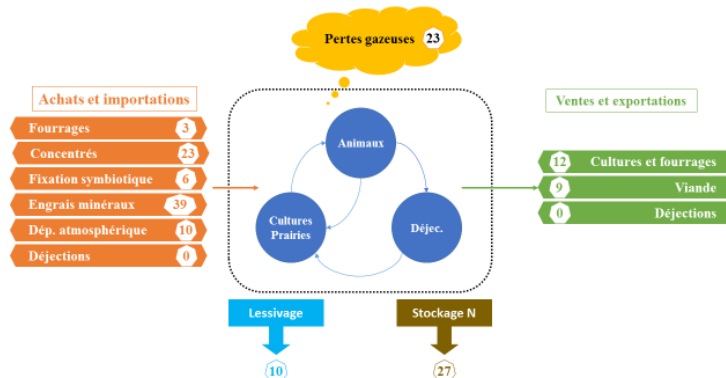 Pertes gazeuses 23
Achats et importations
Fourrages 3
Concentrés 23
Fixation symbiotique 6
Engrais minéraux 39
Dép. atmosphérique 10
Déjections 0
Animaux
Cultures
Prairies
Déjec.
Ventes et exportations
12 Cultures et fourrages
9 Viande
0 Déjections
Lessivage
10
Stockage N
27